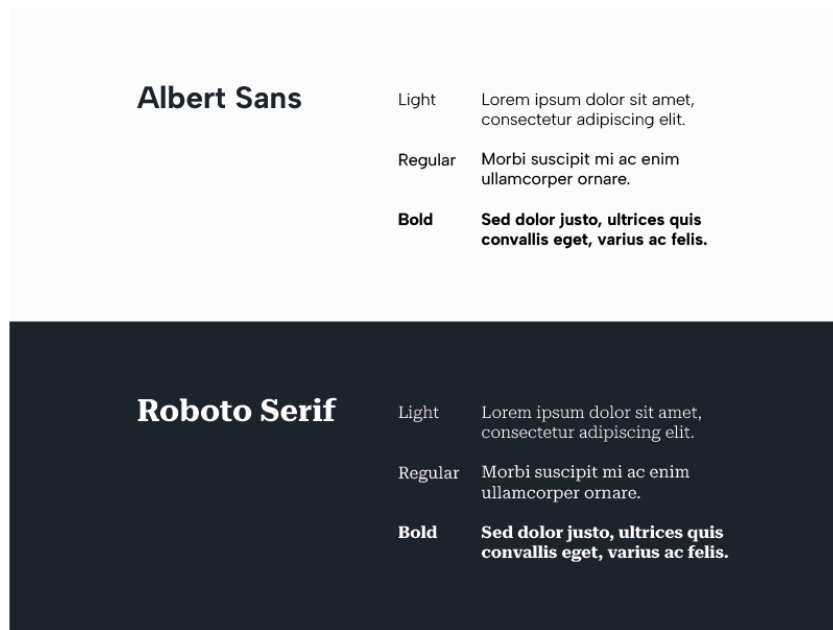 Albert Sans
Light
Lorem ipsum dolor sit amet,
consectetur adipiscing elit.
Regular
Morbi suscipit mi ac enim
ullamcorper ornare.
Bold
Sed dolor justo, ultrices quis
convallis eget, varius ac felis.
Roboto Serif
Light
Lorem ipsum dolor sit amet,
consectetur adipiscing elit.
Regular
Morbi suscipit mi ac enim
ullamcorper ornare.
Bold
Sed dolor justo, ultrices quis
convallis eget, varius ac felis.